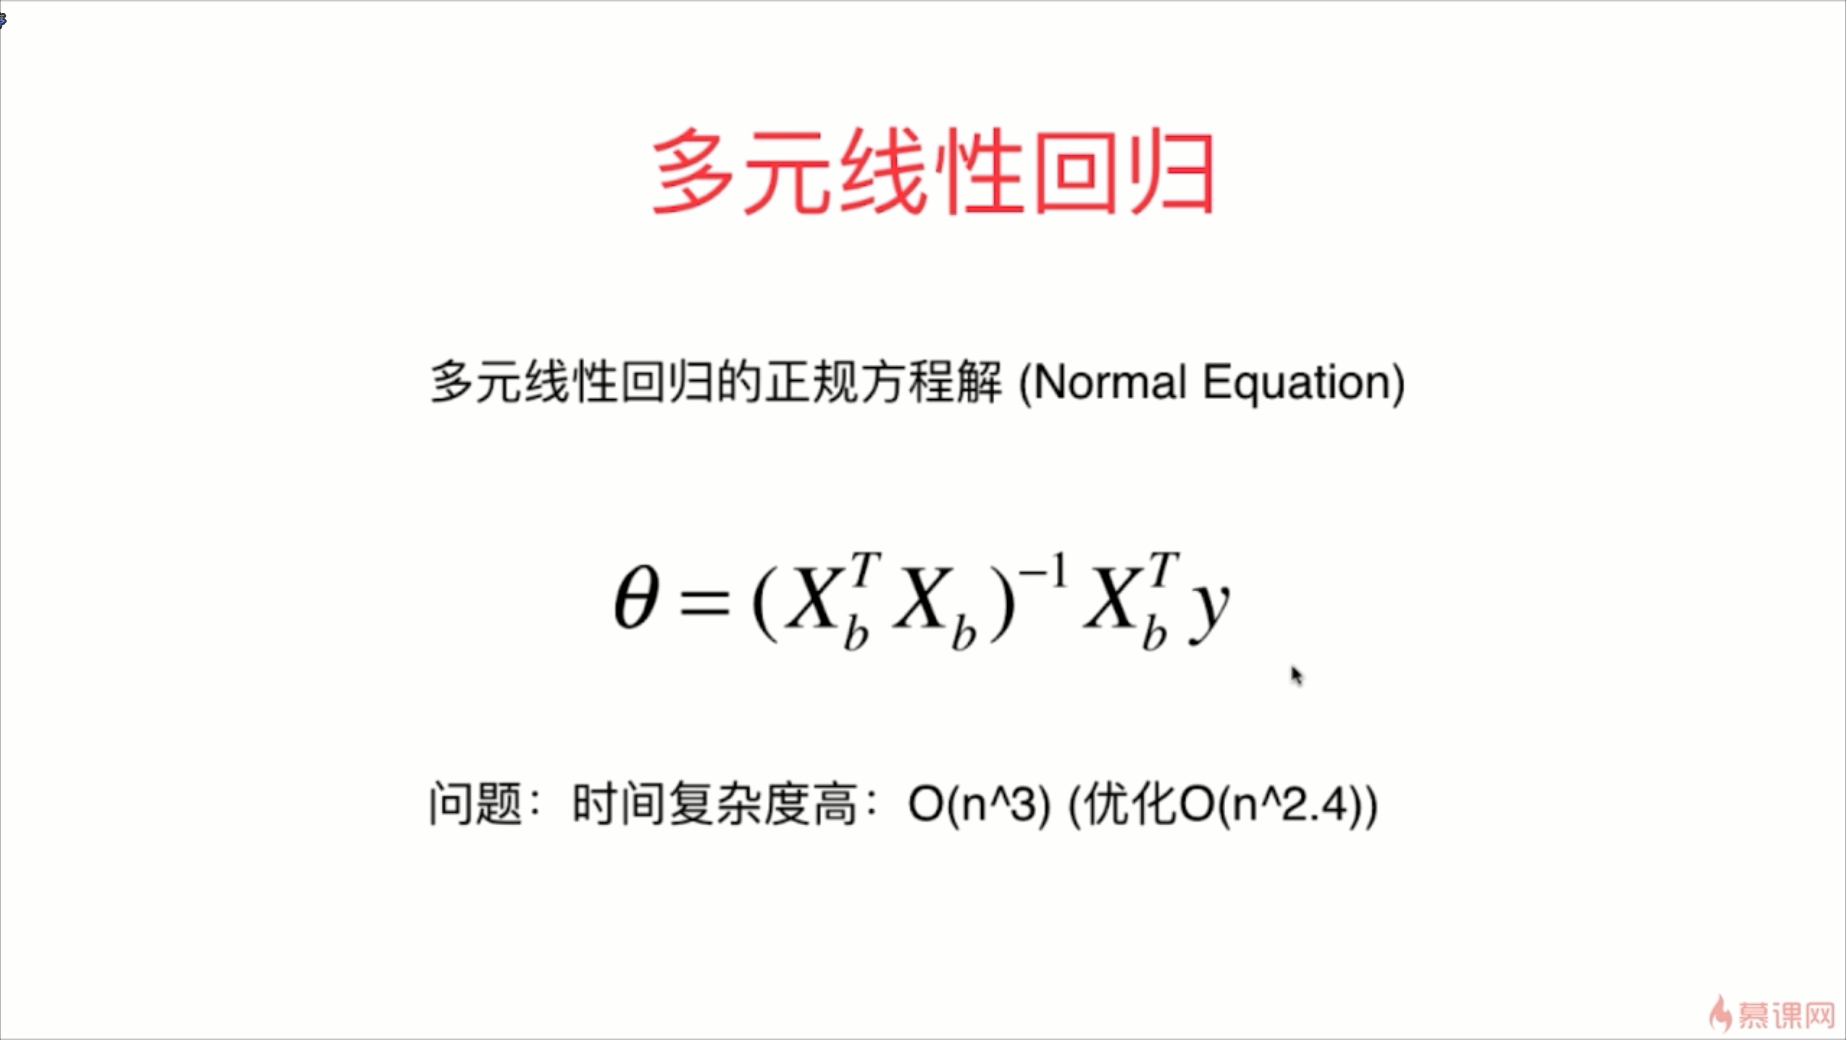 多元线性回归
多元线性回归的正规方程解 (Normal Equation)
θ = (X_b^T X_b)^{-1} X_b^T y
问题：时间复杂度高：O(n^3) (优化O(n^2.4))
慕课网